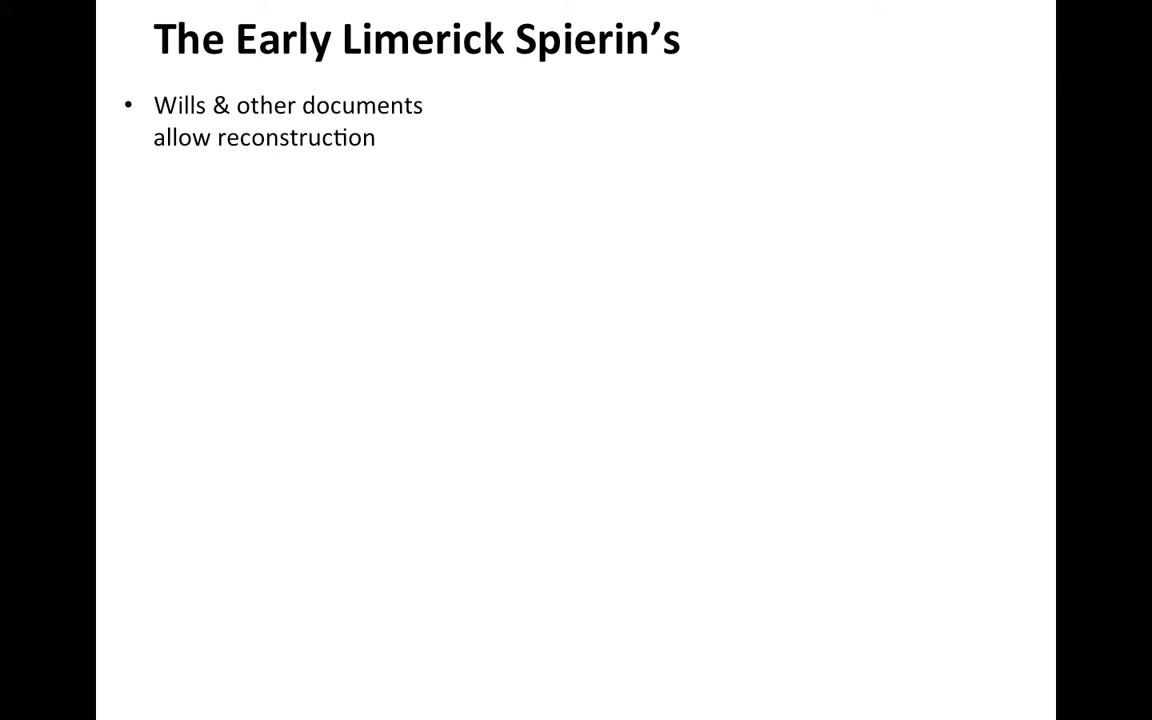 The Early Limerick Spierin’s
• Wills & other documents
allow reconstruction